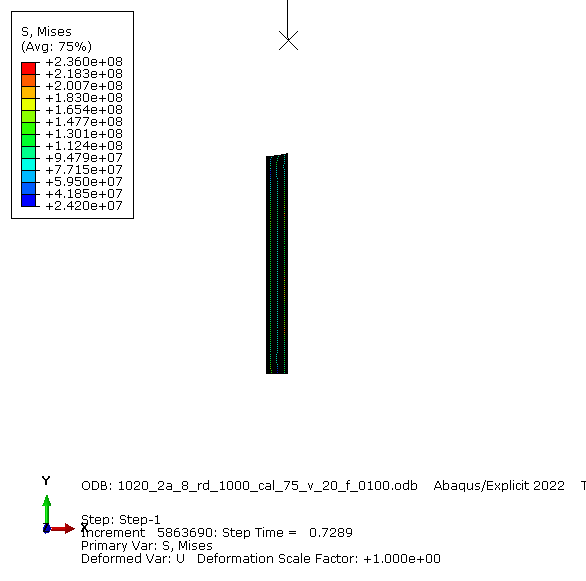 S, Mises
(Avg: 75%)
+2.360e+08
+2.183e+08
+2.007e+08
+1.830e+08
+1.654e+08
+1.477e+08
+1.301e+08
+1.124e+08
+9.479e+07
+7.715e+07
+5.950e+07
+4.185e+07
+2.420e+07
Y
ODB: 1020_2a_8_rd_1000_cal_75_v_20_f_0100.odb Abaqus/Explicit 2022 T
Step: Step-1
X
Increment 5863690: Step Time = 0.7289
Primary Var: S, Mises
Deformed Var: U Deformation Scale Factor: +1.000e+00